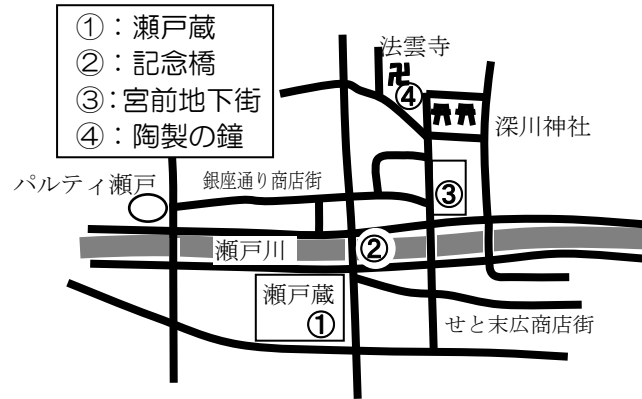 ①：瀬戸蔵
②：記念橋
③：宮前地下街
④：陶製の鐘
法雲寺
卍
④
深川神社
パルティ瀬戸
銀座通り商店街
③
瀬戸川
②
瀬戸蔵
①
せと末広商店街